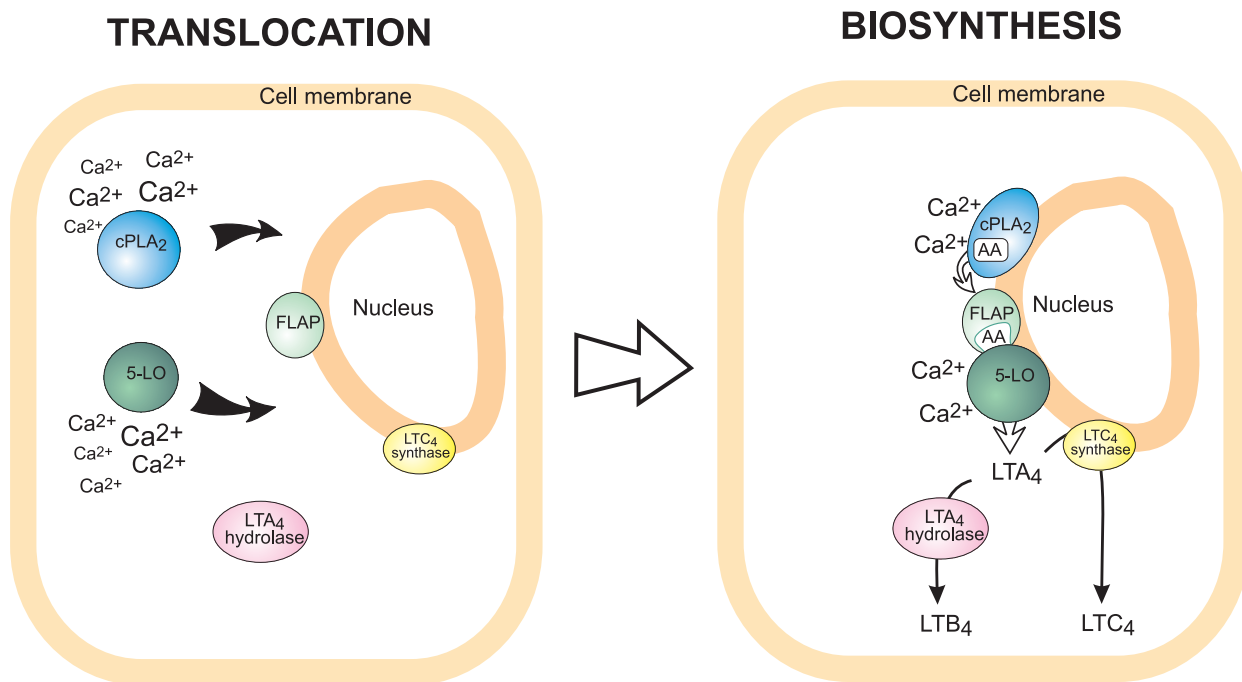 TRANSLOCATION
Cell membrane
Ca2+
Ca2+
Ca2+
Ca2+
Ca2+
cPLA2
FLAP
Nucleus
5-LO
Ca2+
Ca2+
Ca2+
Ca2+
Ca2+
LTC4
synthase
LTA4
hydrolase
BIOSYNTHESIS
Cell membrane
Ca2+
cPLA2
Ca2+
AA
FLAP
Nucleus
AA
Ca2+
5-LO
Ca2+
LTC4
synthase
LTA4
LTA4
hydrolase
LTB4
LTC4